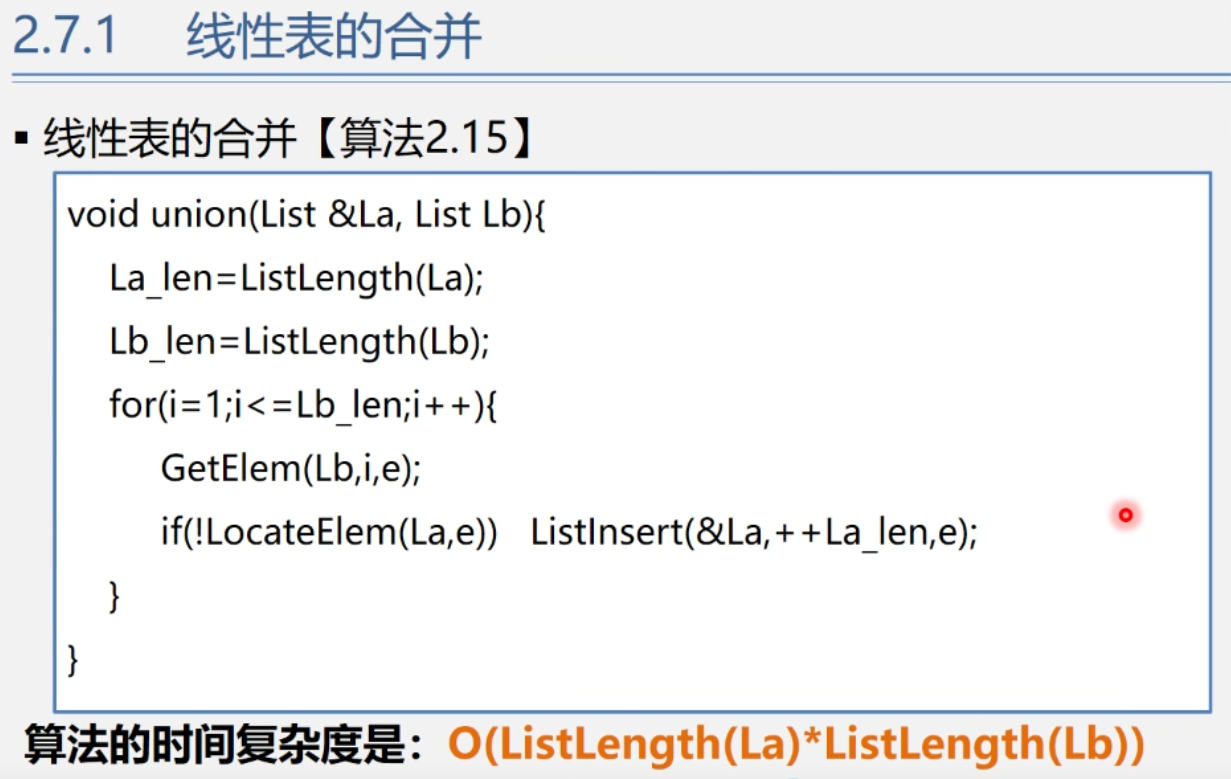 2.7.1 线性表的合并
▪ 线性表的合并【算法2.15】
void union(List &La, List Lb){
La_len=ListLength(La);
Lb_len=ListLength(Lb);
for(i=1;i<=Lb_len;i++){
GetElem(Lb,i,e);
if(!LocateElem(La,e)) ListInsert(&La,++La_len,e);
}
}
算法的时间复杂度是：O(ListLength(La)*ListLength(Lb))